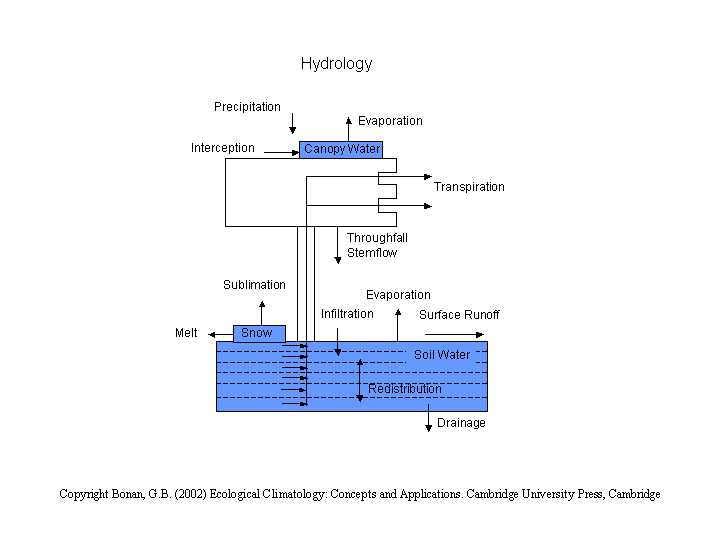 Hydrology
Precipitation
Evaporation
Interception
Canopy Water
Transpiration
Throughfall
Stemflow
Sublimation
Evaporation
Infiltration
Surface Runoff
Melt
Snow
Soil Water
Redistribution
Drainage
Copyright Bonan, G.B. (2002) Ecological Climatology: Concepts and Applications. Cambridge University Press, Cambridge